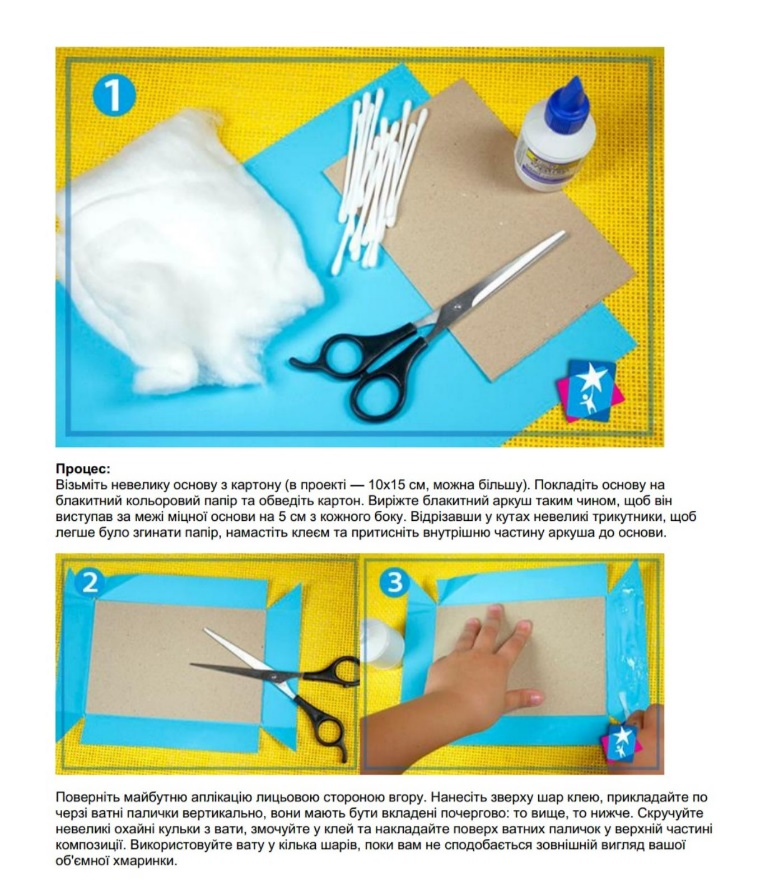 1
Процес:
Візьміть невелику основу з картону (в проекті — 10х15 см, можна більшу). Покладіть основу на
блакитний кольоровий папір та обведіть картон. Виріжте блакитний аркуш таким чином, щоб він
виступав за межі міцної основи на 5 см з кожного боку. Відрізавши у кутах невеликі трикутники, щоб
легше було згинати папір, намастіть клеєм та притисніть внутрішню частину аркуша до основи.
2
3
Поверніть майбутню аплікацію лицьовою стороною вгору. Нанесіть зверху шар клею, прикладайте по
черзі ватні палички вертикально, вони мають бути вкладені почергово: то вище, то нижче. Скручуйте
невеликі охайні кульки з вати, змочуйте у клей та накладайте поверх ватних паличок у верхній частині
композиції. Використовуйте вату у кілька шарів, поки вам не сподобається зовнішній вигляд вашої
об'ємної хмаринки.